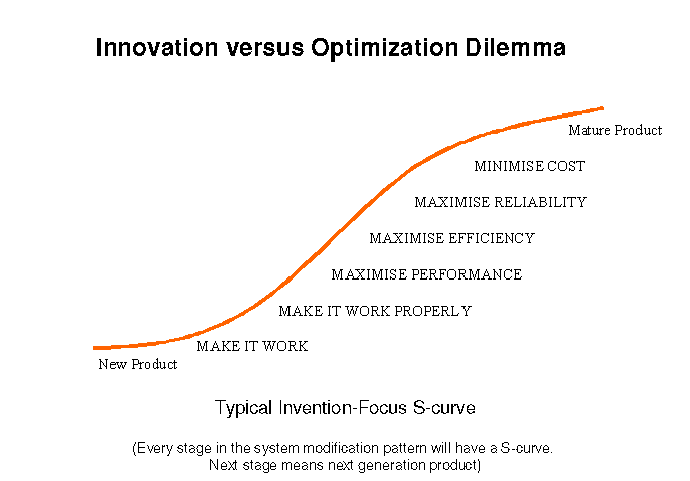 Innovation versus Optimization Dilemma
Mature Product
MINIMISE COST
MAXIMISE RELIABILITY
MAXIMISE EFFICIENCY
MAXIMISE PERFORMANCE
MAKE IT WORK PROPERLY
MAKE IT WORK
New Product
Typical Invention-Focus S-curve
(Every stage in the system modification pattern will have a S-curve.
Next stage means next generation product)